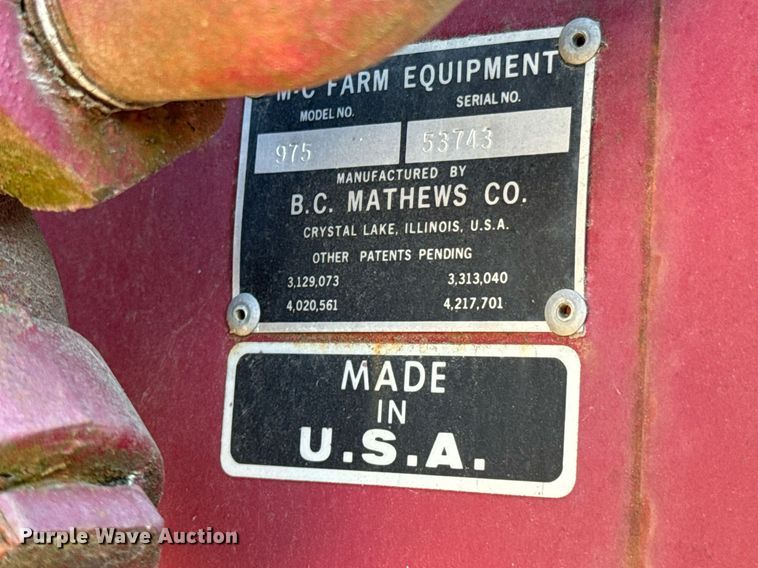 M-C FARM EQUIPMENT
MODEL NO. SERIAL NO.
975 53743
MANUFACTURED BY
B.C. MATHEWS CO.
CRYSTAL LAKE, ILLINOIS, U.S.A.
OTHER PATENTS PENDING
3,129,073 3,313,040
4,020,561 4,217,701
MADE
IN
U.S.A.
Purple Wave Auction